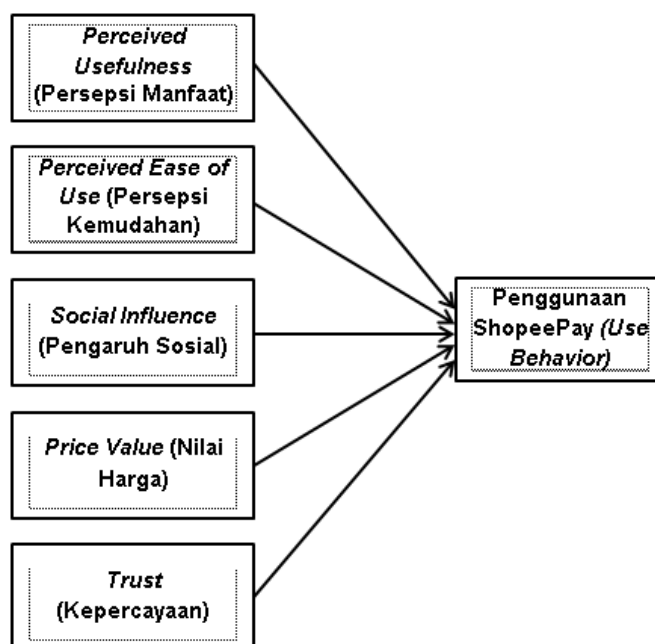 Perceived
Usefulness
(Persepsi Manfaat)
Perceived Ease of
Use (Persepsi
Kemudahan)
Social Influence
(Pengaruh Sosial)
Price Value (Nilai
Harga)
Trust
(Kepercayaan)
Penggunaan
ShopeePay (Use
Behavior)